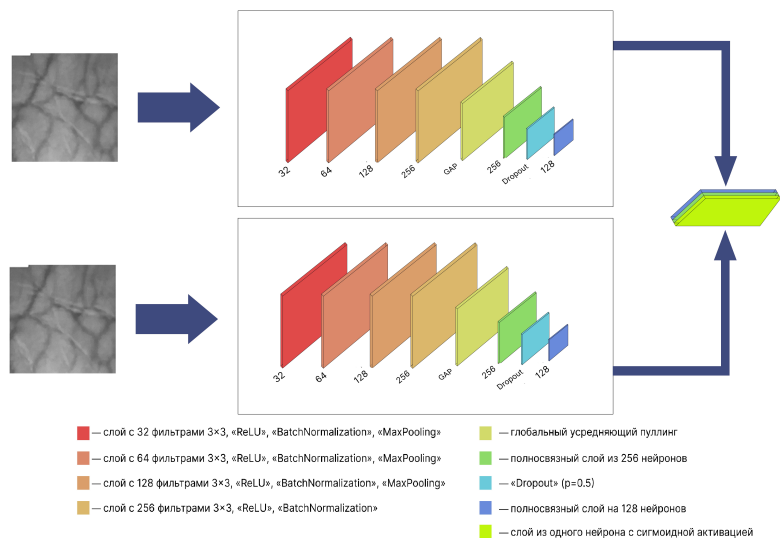 32
64
128
256
GAP
256
Dropout
128
32
64
128
256
GAP
256
Dropout
128
— слой с 32 фильтрами 3×3, «ReLU», «BatchNormalization», «MaxPooling»
— слой с 64 фильтрами 3×3, «ReLU», «BatchNormalization», «MaxPooling»
— слой с 128 фильтрами 3×3, «ReLU», «BatchNormalization», «MaxPooling»
— слой с 256 фильтрами 3×3, «ReLU», «BatchNormalization»
— глобальный усредняющий пуллинг
— полносвязный слой из 256 нейронов
— «Dropout» (p=0.5)
— полносвязный слой на 128 нейронов
— слой из одного нейрона с сигмоидной активацией